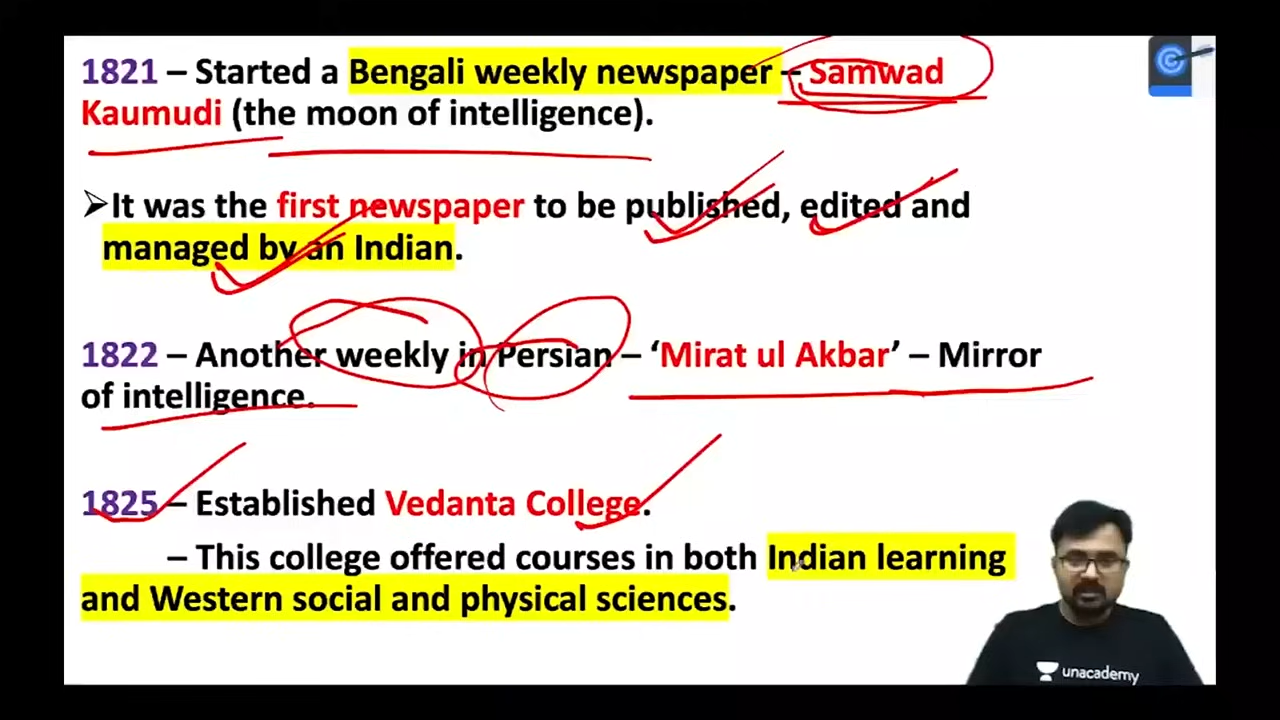 1821 – Started a Bengali weekly newspaper – Samwad
Kaumudi (the moon of intelligence).
➢It was the first newspaper to be published, edited and
managed by an Indian.
1822 – Another weekly in Persian – ‘Mirat ul Akbar’ – Mirror
of intelligence.
1825 – Established Vedanta College.
– This college offered courses in both Indian learning
and Western social and physical sciences.
unacademy